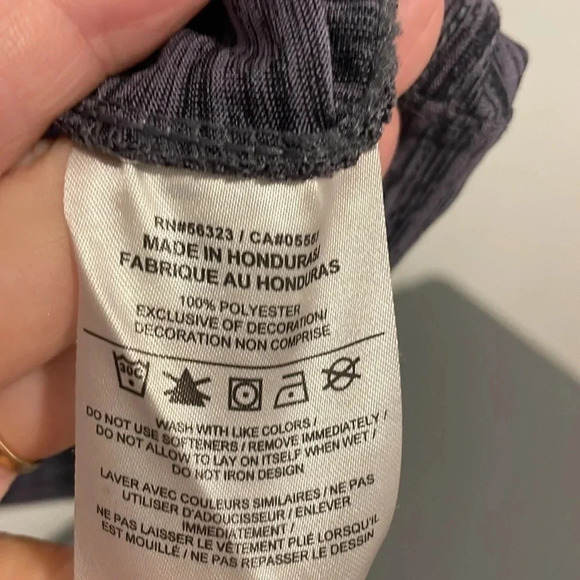 RN#56323 / CA#05567
MADE IN HONDURAS/
FABRIQUE AU HONDURAS
100% POLYESTER
EXCLUSIVE OF DECORATION/
DECORATION NON COMPRISE
30C
WASH WITH LIKE COLORS /
DO NOT USE SOFTENERS / REMOVE IMMEDIATELY /
DO NOT ALLOW TO LAY ON ITSELF WHEN WET /
DO NOT IRON DESIGN
LAVER AVEC COULEURS SIMILAIRES / NE PAS
UTILISER D'ADOUCISSEUR / ENLEVER
IMMEDIATEMENT /
NE PAS LAISSER LE VÊTEMENT PLIÉ LORSQU'IL
EST MOUILLÉ / NE PAS REPASSER LE DESSIN